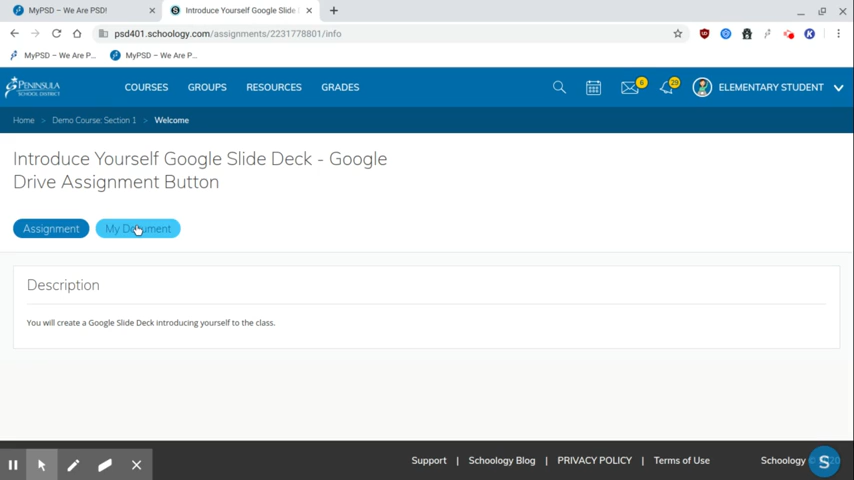 MyPSD – We Are PSD!
Introduce Yourself Google Slide
psd401.schoology.com/assignments/2231778801/info
MyPSD – We Are P...
MyPSD – We Are P...
PENINSULA
SCHOOL DISTRICT
COURSES
GROUPS
RESOURCES
GRADES
6
29
ELEMENTARY STUDENT
Home > Demo Course: Section 1 > Welcome
Introduce Yourself Google Slide Deck - Google
Drive Assignment Button
Assignment
My Document
Description
You will create a Google Slide Deck introducing yourself to the class.
Support | Schoology Blog | PRIVACY POLICY | Terms of Use
Schoology
S